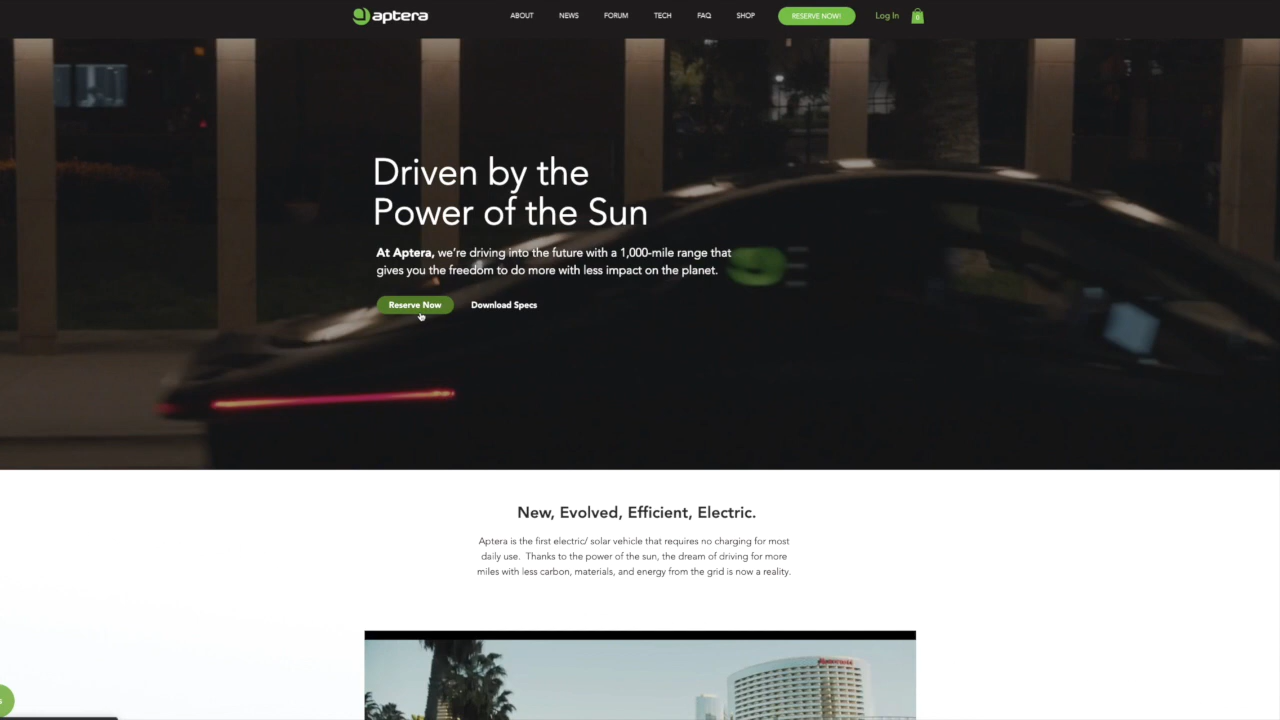 aptera
ABOUT NEWS FORUM TECH FAQ SHOP RESERVE NOW! Log In 0
Driven by the
Power of the Sun
At Aptera, we're driving into the future with a 1,000-mile range that
gives you the freedom to do more with less impact on the planet.
Reserve Now Download Specs
New, Evolved, Efficient, Electric.
Aptera is the first electric/ solar vehicle that requires no charging for most
daily use. Thanks to the power of the sun, the dream of driving for more
miles with less carbon, materials, and energy from the grid is now a reality.
Marriott